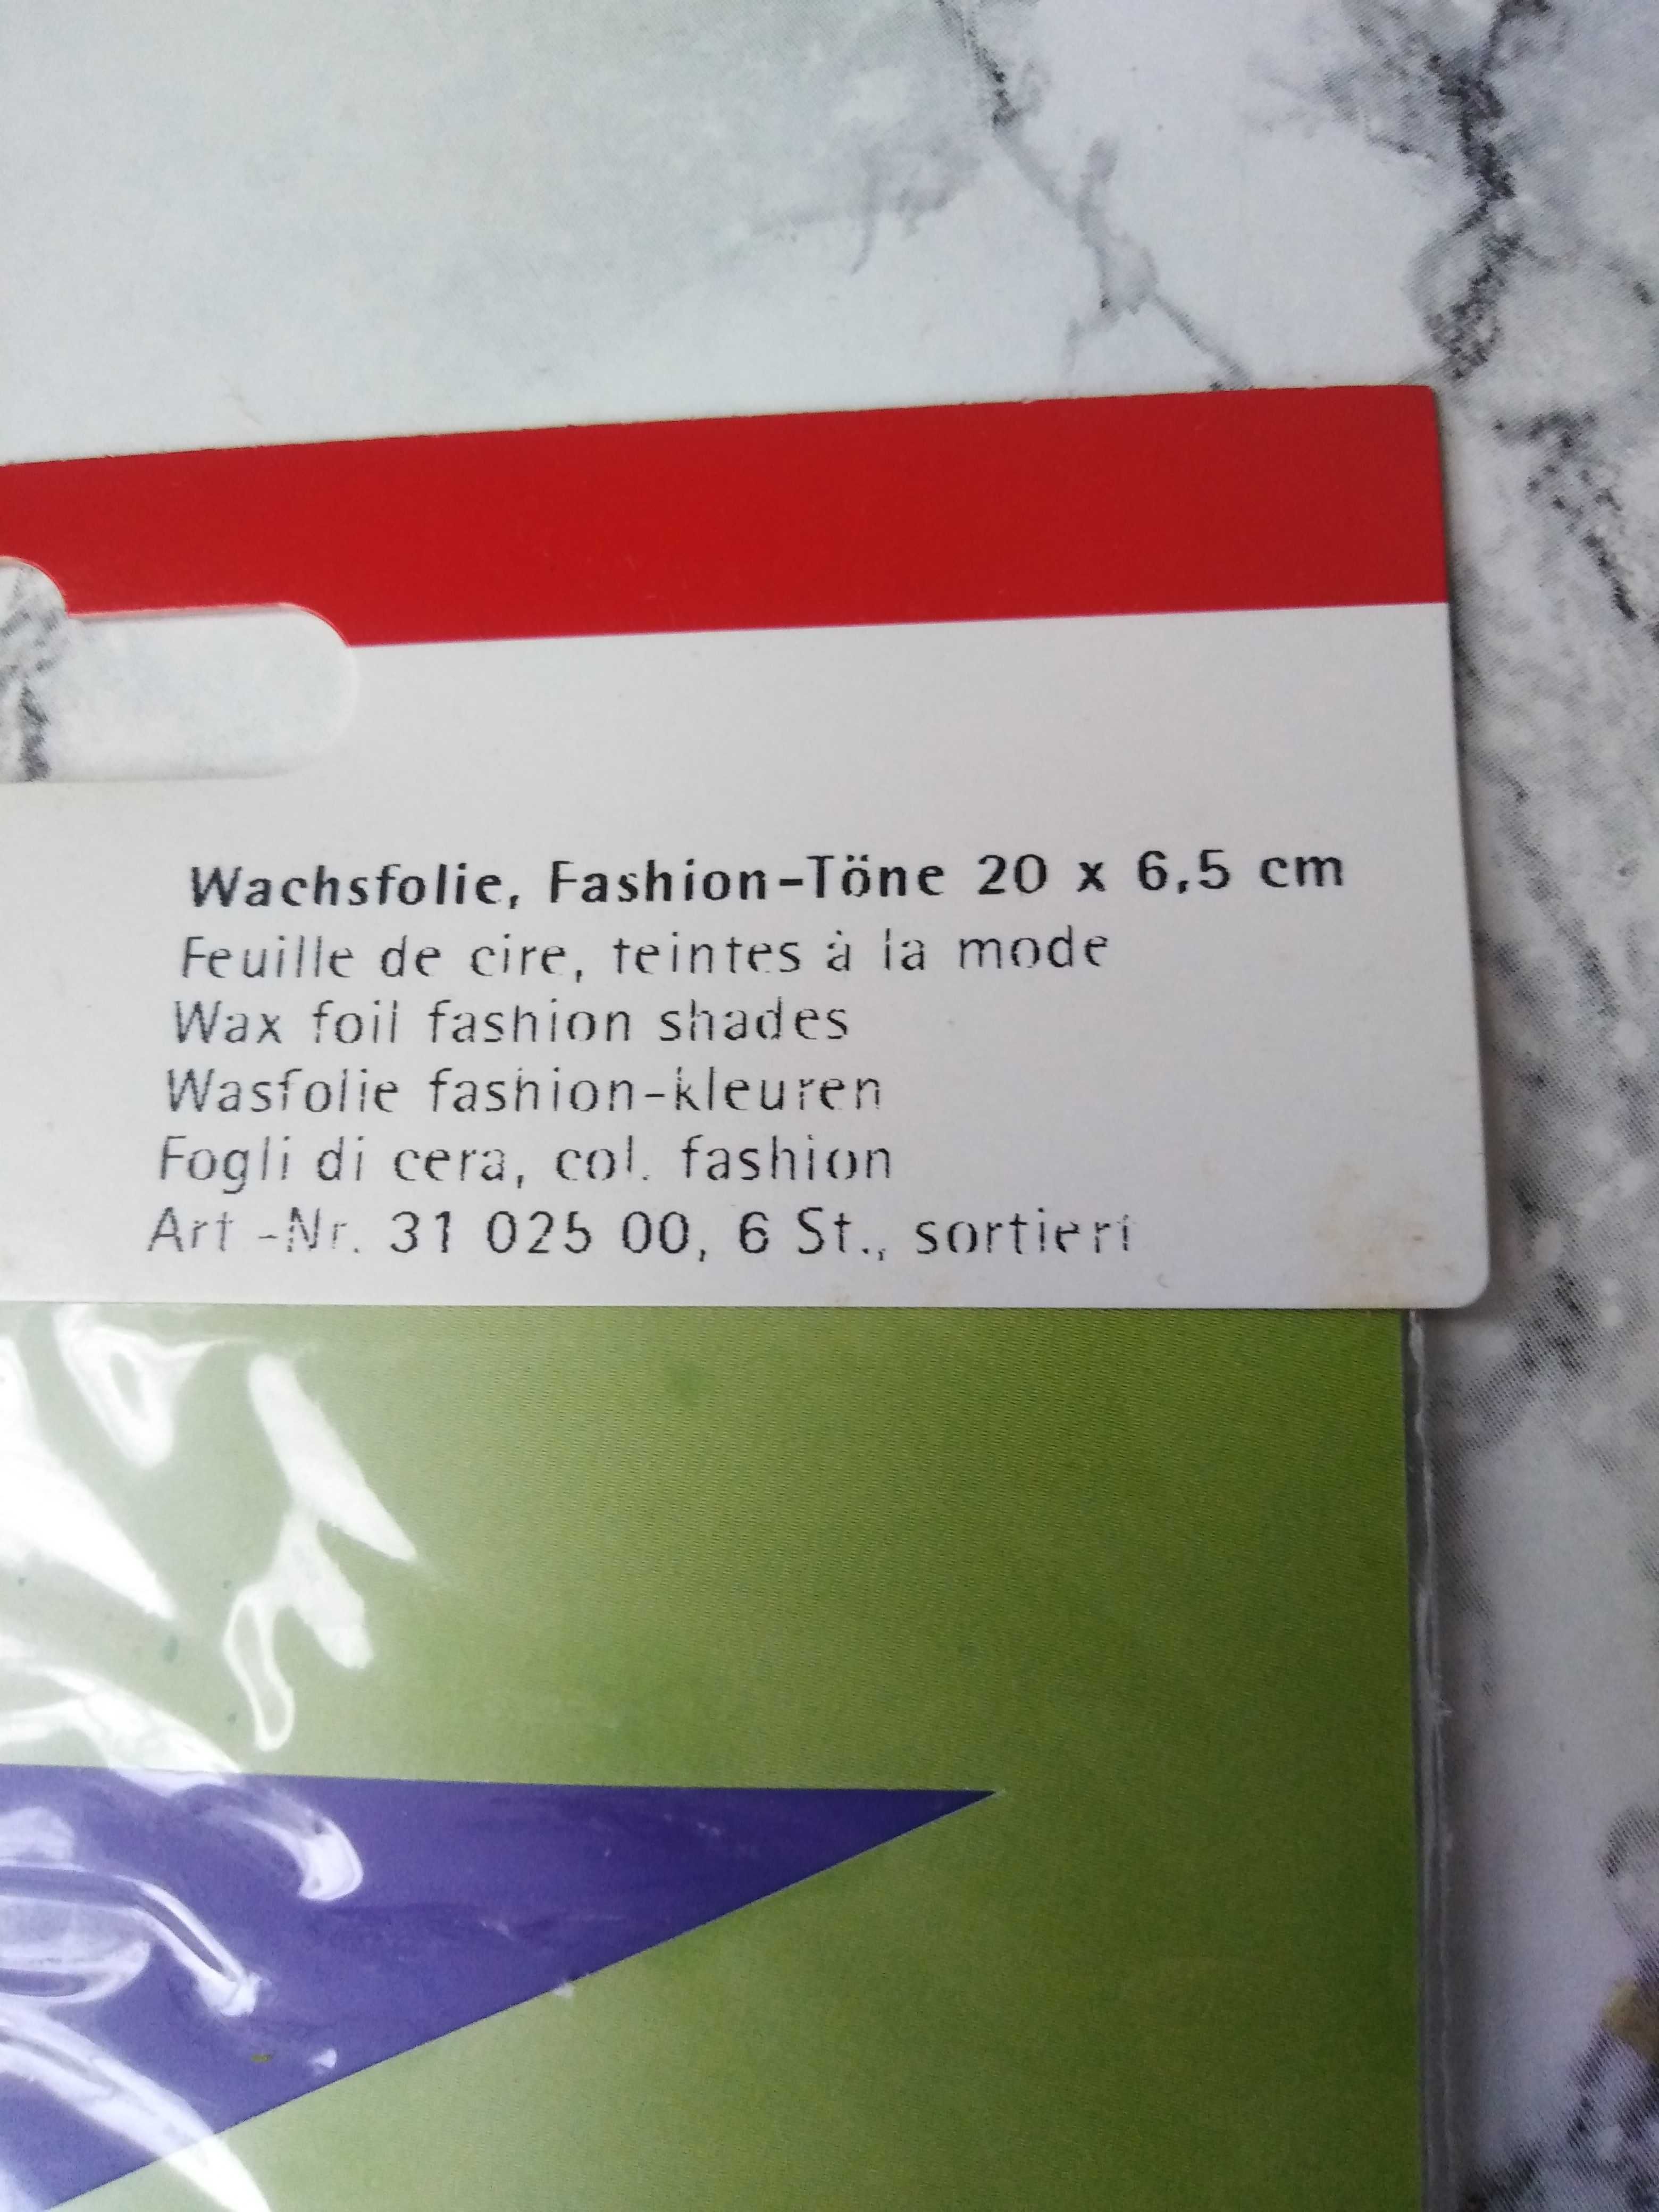 Wachsfolie, Fashion-Töne 20 x 6,5 cm
Feuille de cire, teintes à la mode
Wax foil fashion shades
Wasfolie fashion-kleuren
Fogli di cera, col. fashion
Art.-Nr. 31 025 00, 6 St., sortiert